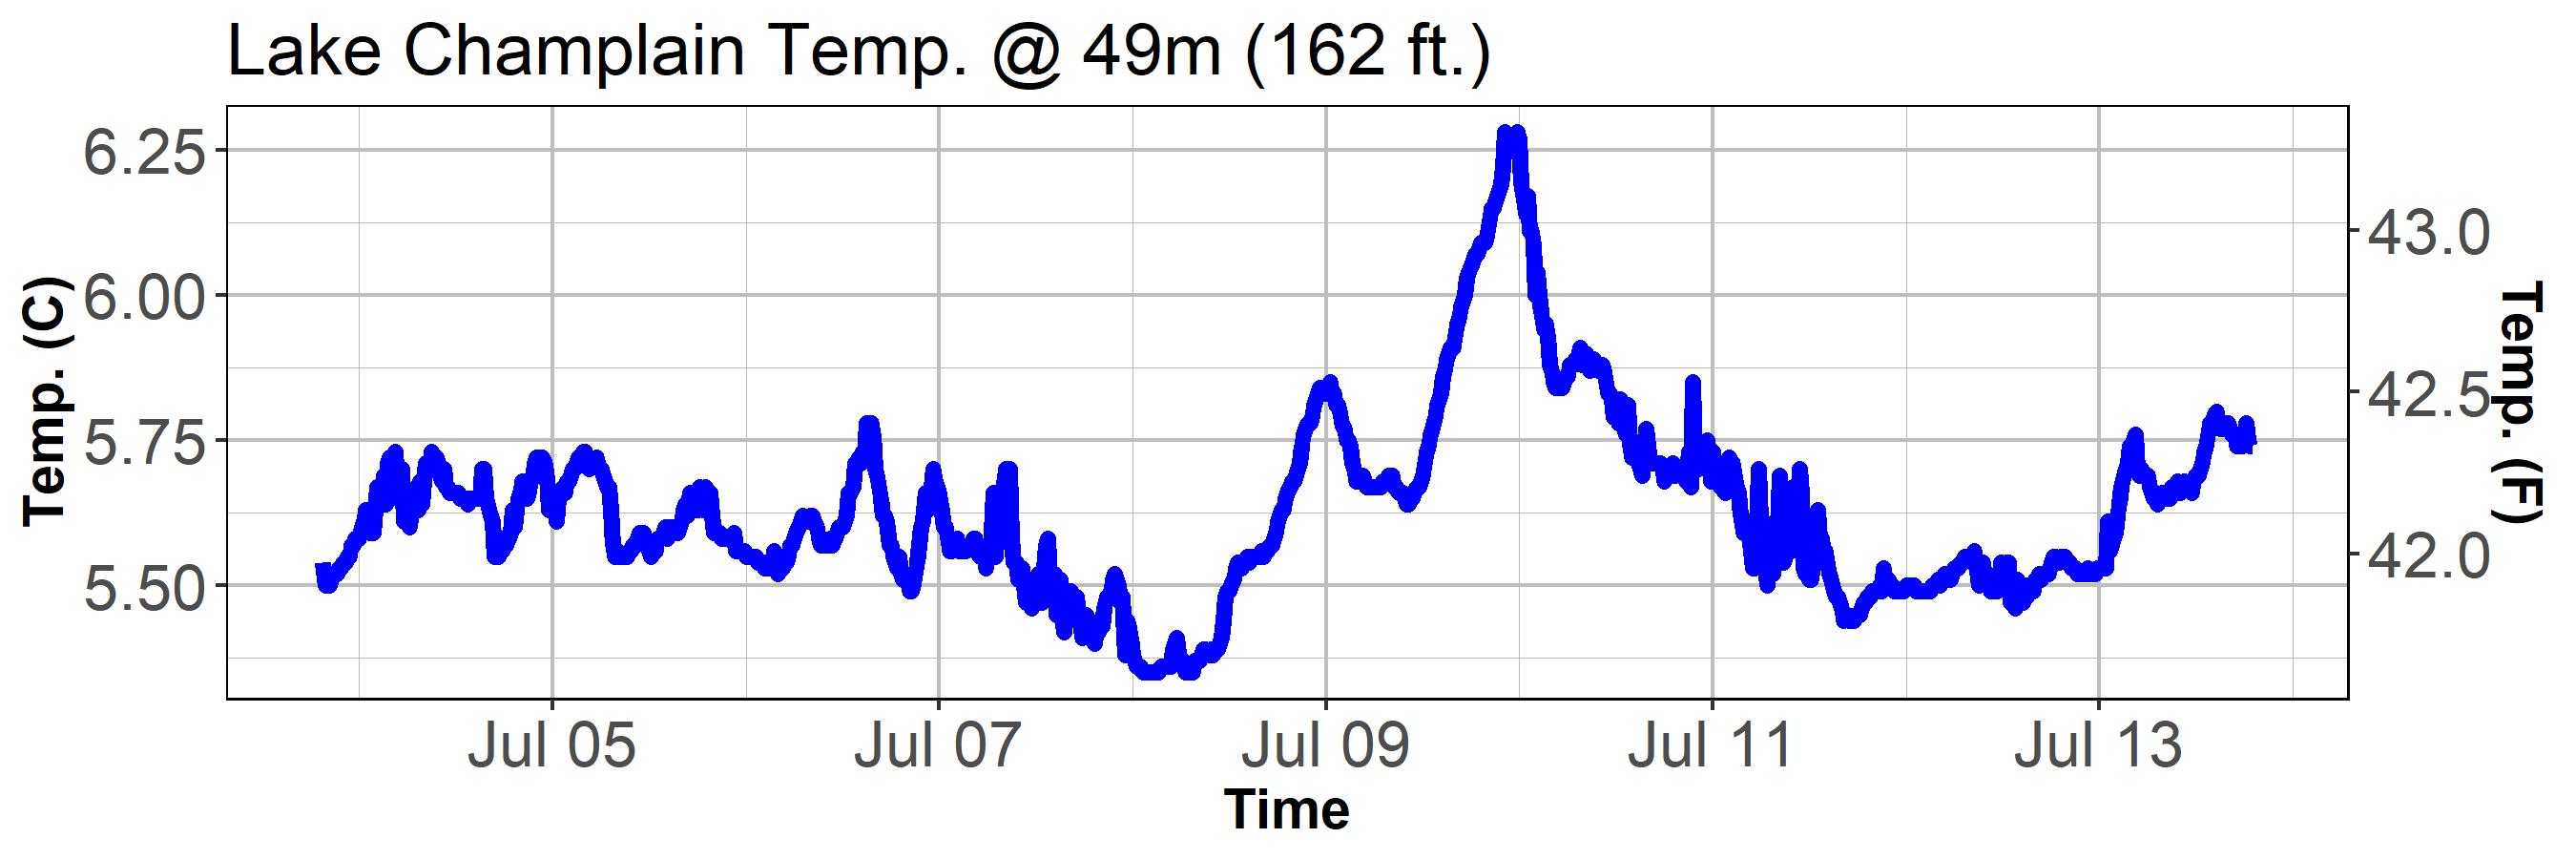 Lake Champlain Temp. @ 49m (162 ft.)
Temp. (C)
6.25
6.00
5.75
5.50
43.0
42.5
42.0
Temp. (F)
Jul 05 Jul 07 Jul 09 Jul 11 Jul 13
Time